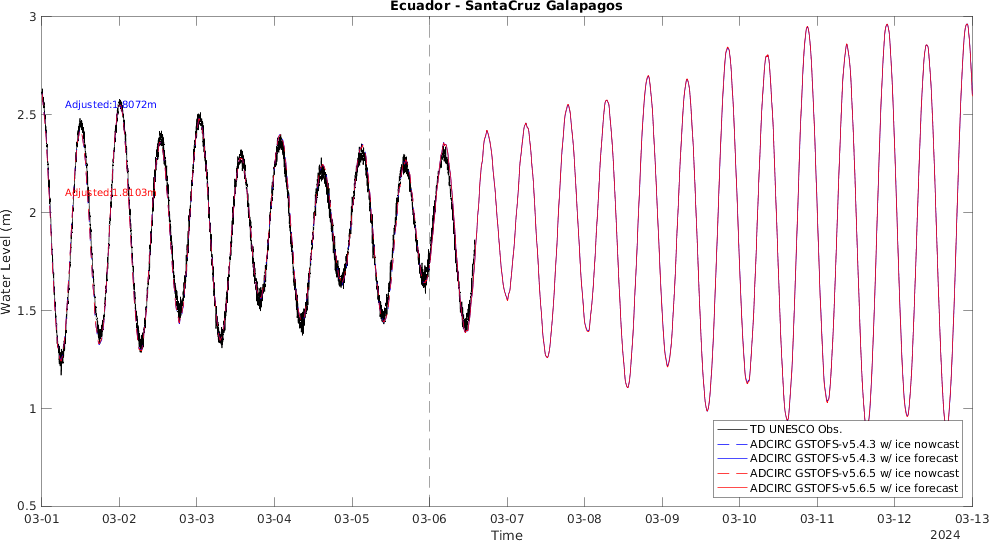 Ecuador - SantaCruz Galapagos
3
2.5
2
1.5
1
0.5
Water Level (m)
Adjusted:1.8072m
Adjusted:1.8103m
TD UNESCO Obs.
ADCIRC GSTOFS-v5.4.3 w/ ice nowcast
ADCIRC GSTOFS-v5.4.3 w/ ice forecast
ADCIRC GSTOFS-v5.6.5 w/ ice nowcast
ADCIRC GSTOFS-v5.6.5 w/ ice forecast
03-01 03-02 03-03 03-04 03-05 03-06 03-07 03-08 03-09 03-10 03-11 03-12 03-13
Time
2024